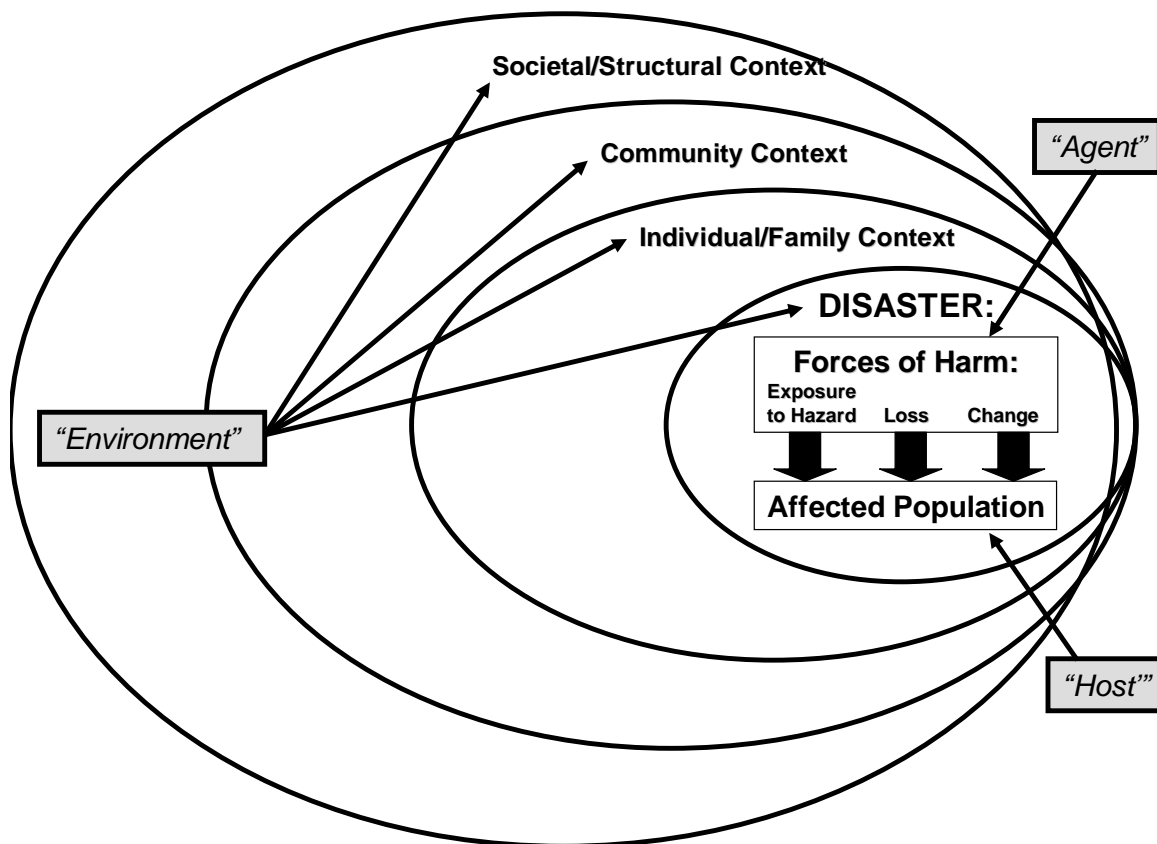 Societal/Structural Context
“Agent”
Community Context
Individual/Family Context
DISASTER:
Forces of Harm:
Exposure
to Hazard Loss Change
“Environment”
Affected Population
“Host’”